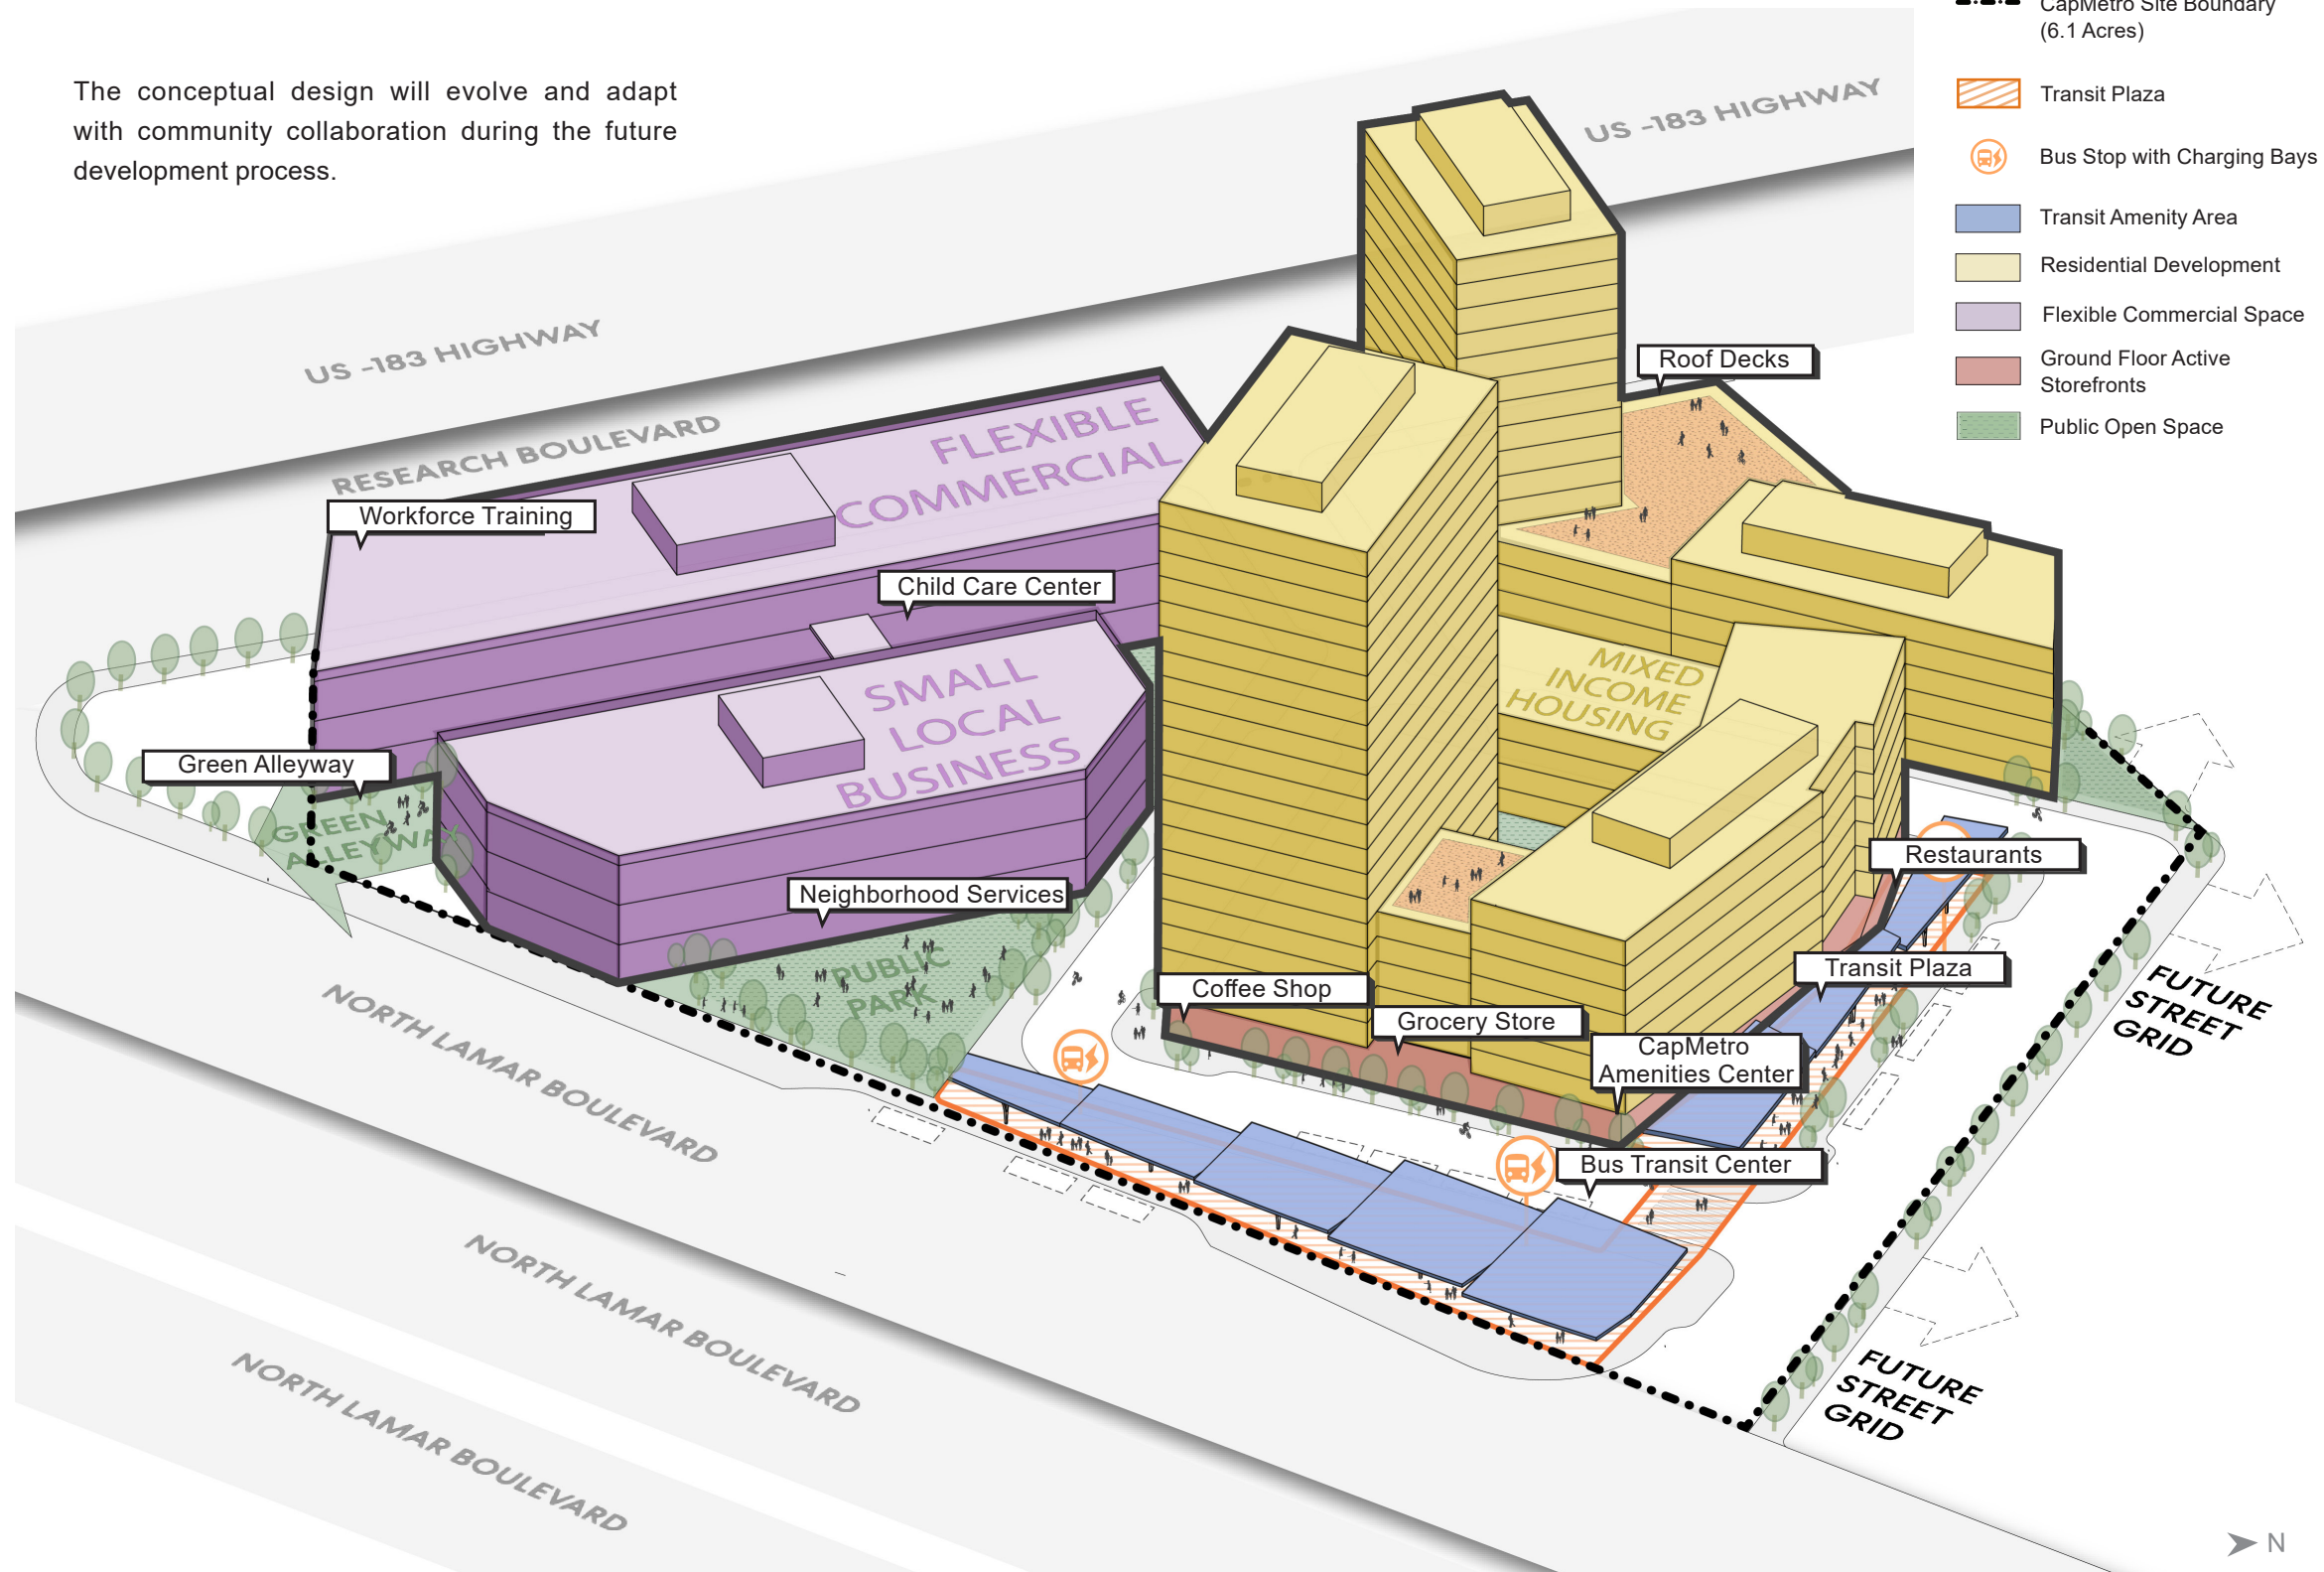 CapMetro Site Boundary
(6.1 Acres)
The conceptual design will evolve and adapt
with community collaboration during the future
development process.
Transit Plaza
Bus Stop with Charging Bays
Transit Amenity Area
Residential Development
Flexible Commercial Space
Ground Floor Active
Storefronts
Public Open Space
US -183 HIGHWAY
US -183 HIGHWAY
RESEARCH BOULEVARD
Roof Decks
FLEXIBLE
COMMERCIAL
Workforce Training
Child Care Center
SMALL
LOCAL
BUSINESS
MIXED
INCOME
HOUSING
Green Alleyway
GREEN
ALLEYWAY
Neighborhood Services
PUBLIC
PARK
Restaurants
Transit Plaza
Coffee Shop
Grocery Store
CapMetro
Amenities Center
Bus Transit Center
FUTURE
STREET
GRID
FUTURE
STREET
GRID
NORTH LAMAR BOULEVARD
NORTH LAMAR BOULEVARD
NORTH LAMAR BOULEVARD
N